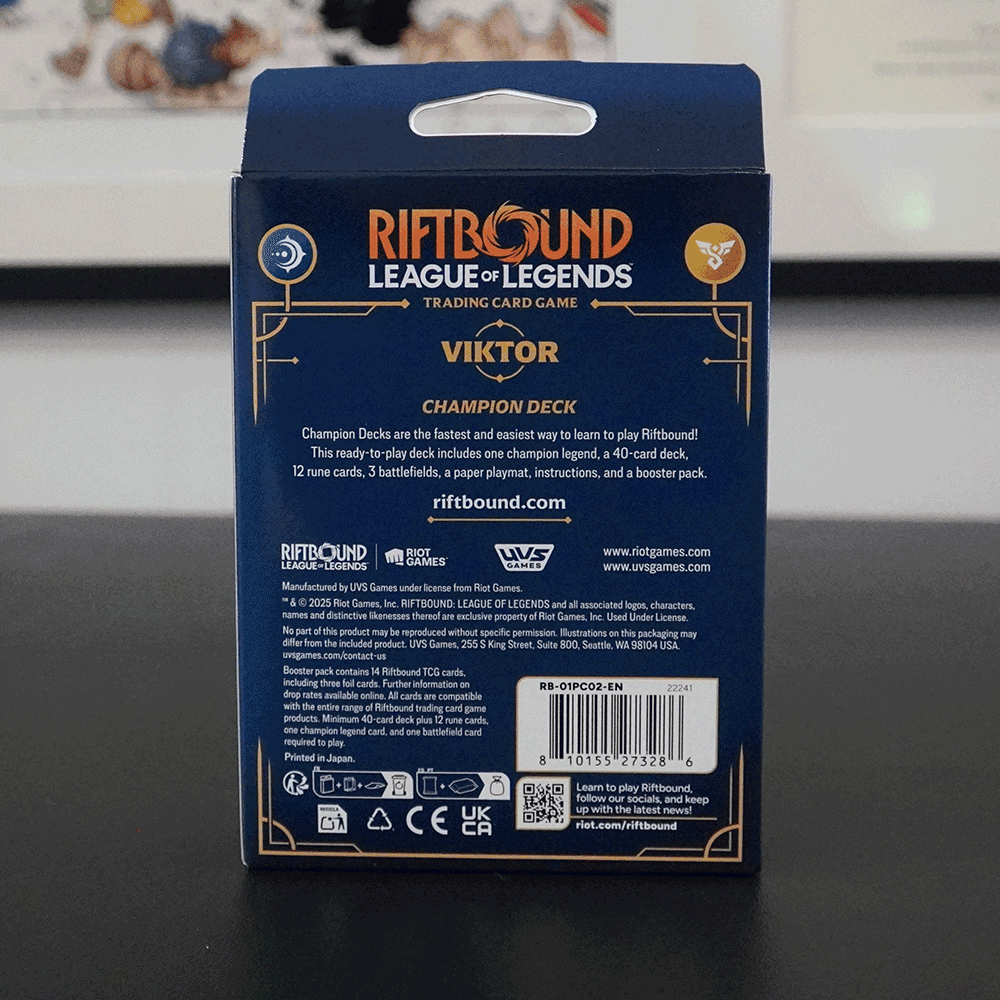 RIFTBOUND
LEAGUE OF LEGENDS™
TRADING CARD GAME
VIKTOR
CHAMPION DECK
Champion Decks are the fastest and easiest way to learn to play Riftbound!
This ready-to-play deck includes one champion legend, a 40-card deck,
12 rune cards, 3 battlefields, a paper playmat, instructions, and a booster pack.
riftbound.com
RIFTBOUND
LEAGUE OF LEGENDS
RIOT
GAMES
UVS
GAMES
www.riotgames.com
www.uvsgames.com
Manufactured by UVS Games under license from Riot Games.
™ & © 2025 Riot Games, Inc. RIFTBOUND: LEAGUE OF LEGENDS and all associated logos, characters,
names and distinctive likenesses thereof are exclusive property of Riot Games, Inc. Used Under License.
No part of this product may be reproduced without specific permission. Illustrations on this packaging may
differ from the included product. UVS Games, 255 S King Street, Suite 800, Seattle, WA 98104 USA.
uvsgames.com/contact-us
Booster pack contains 14 Riftbound TCG cards,
including three foil cards. Further information on
drop rates available online. All cards are compatible
with the entire range of Riftbound trading card game
products. Minimum 40-card deck plus 12 rune cards,
one champion legend card, and one battlefield card
required to play.
Printed in Japan.
RB-01PC02-EN 22241
8 10155 27328 6
RECICLA
CE
UK
CA
Learn to play Riftbound,
follow our socials, and keep
up with the latest news!
riot.com/riftbound